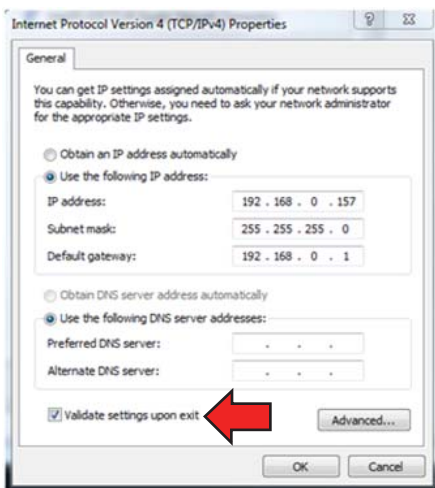 Internet Protocol Version 4 (TCP/IPv4) Properties
General
You can get IP settings assigned automatically if your network supports
this capability. Otherwise, you need to ask your network administrator
for the appropriate IP settings.
Obtain an IP address automatically
Use the following IP address:
IP address: 192 . 168 . 0 . 157
Subnet mask: 255 . 255 . 255 . 0
Default gateway: 192 . 168 . 0 . 1
Obtain DNS server address automatically
Use the following DNS server addresses:
Preferred DNS server: . . .
Alternate DNS server: . . .
Validate settings upon exit
Advanced...
OK Cancel